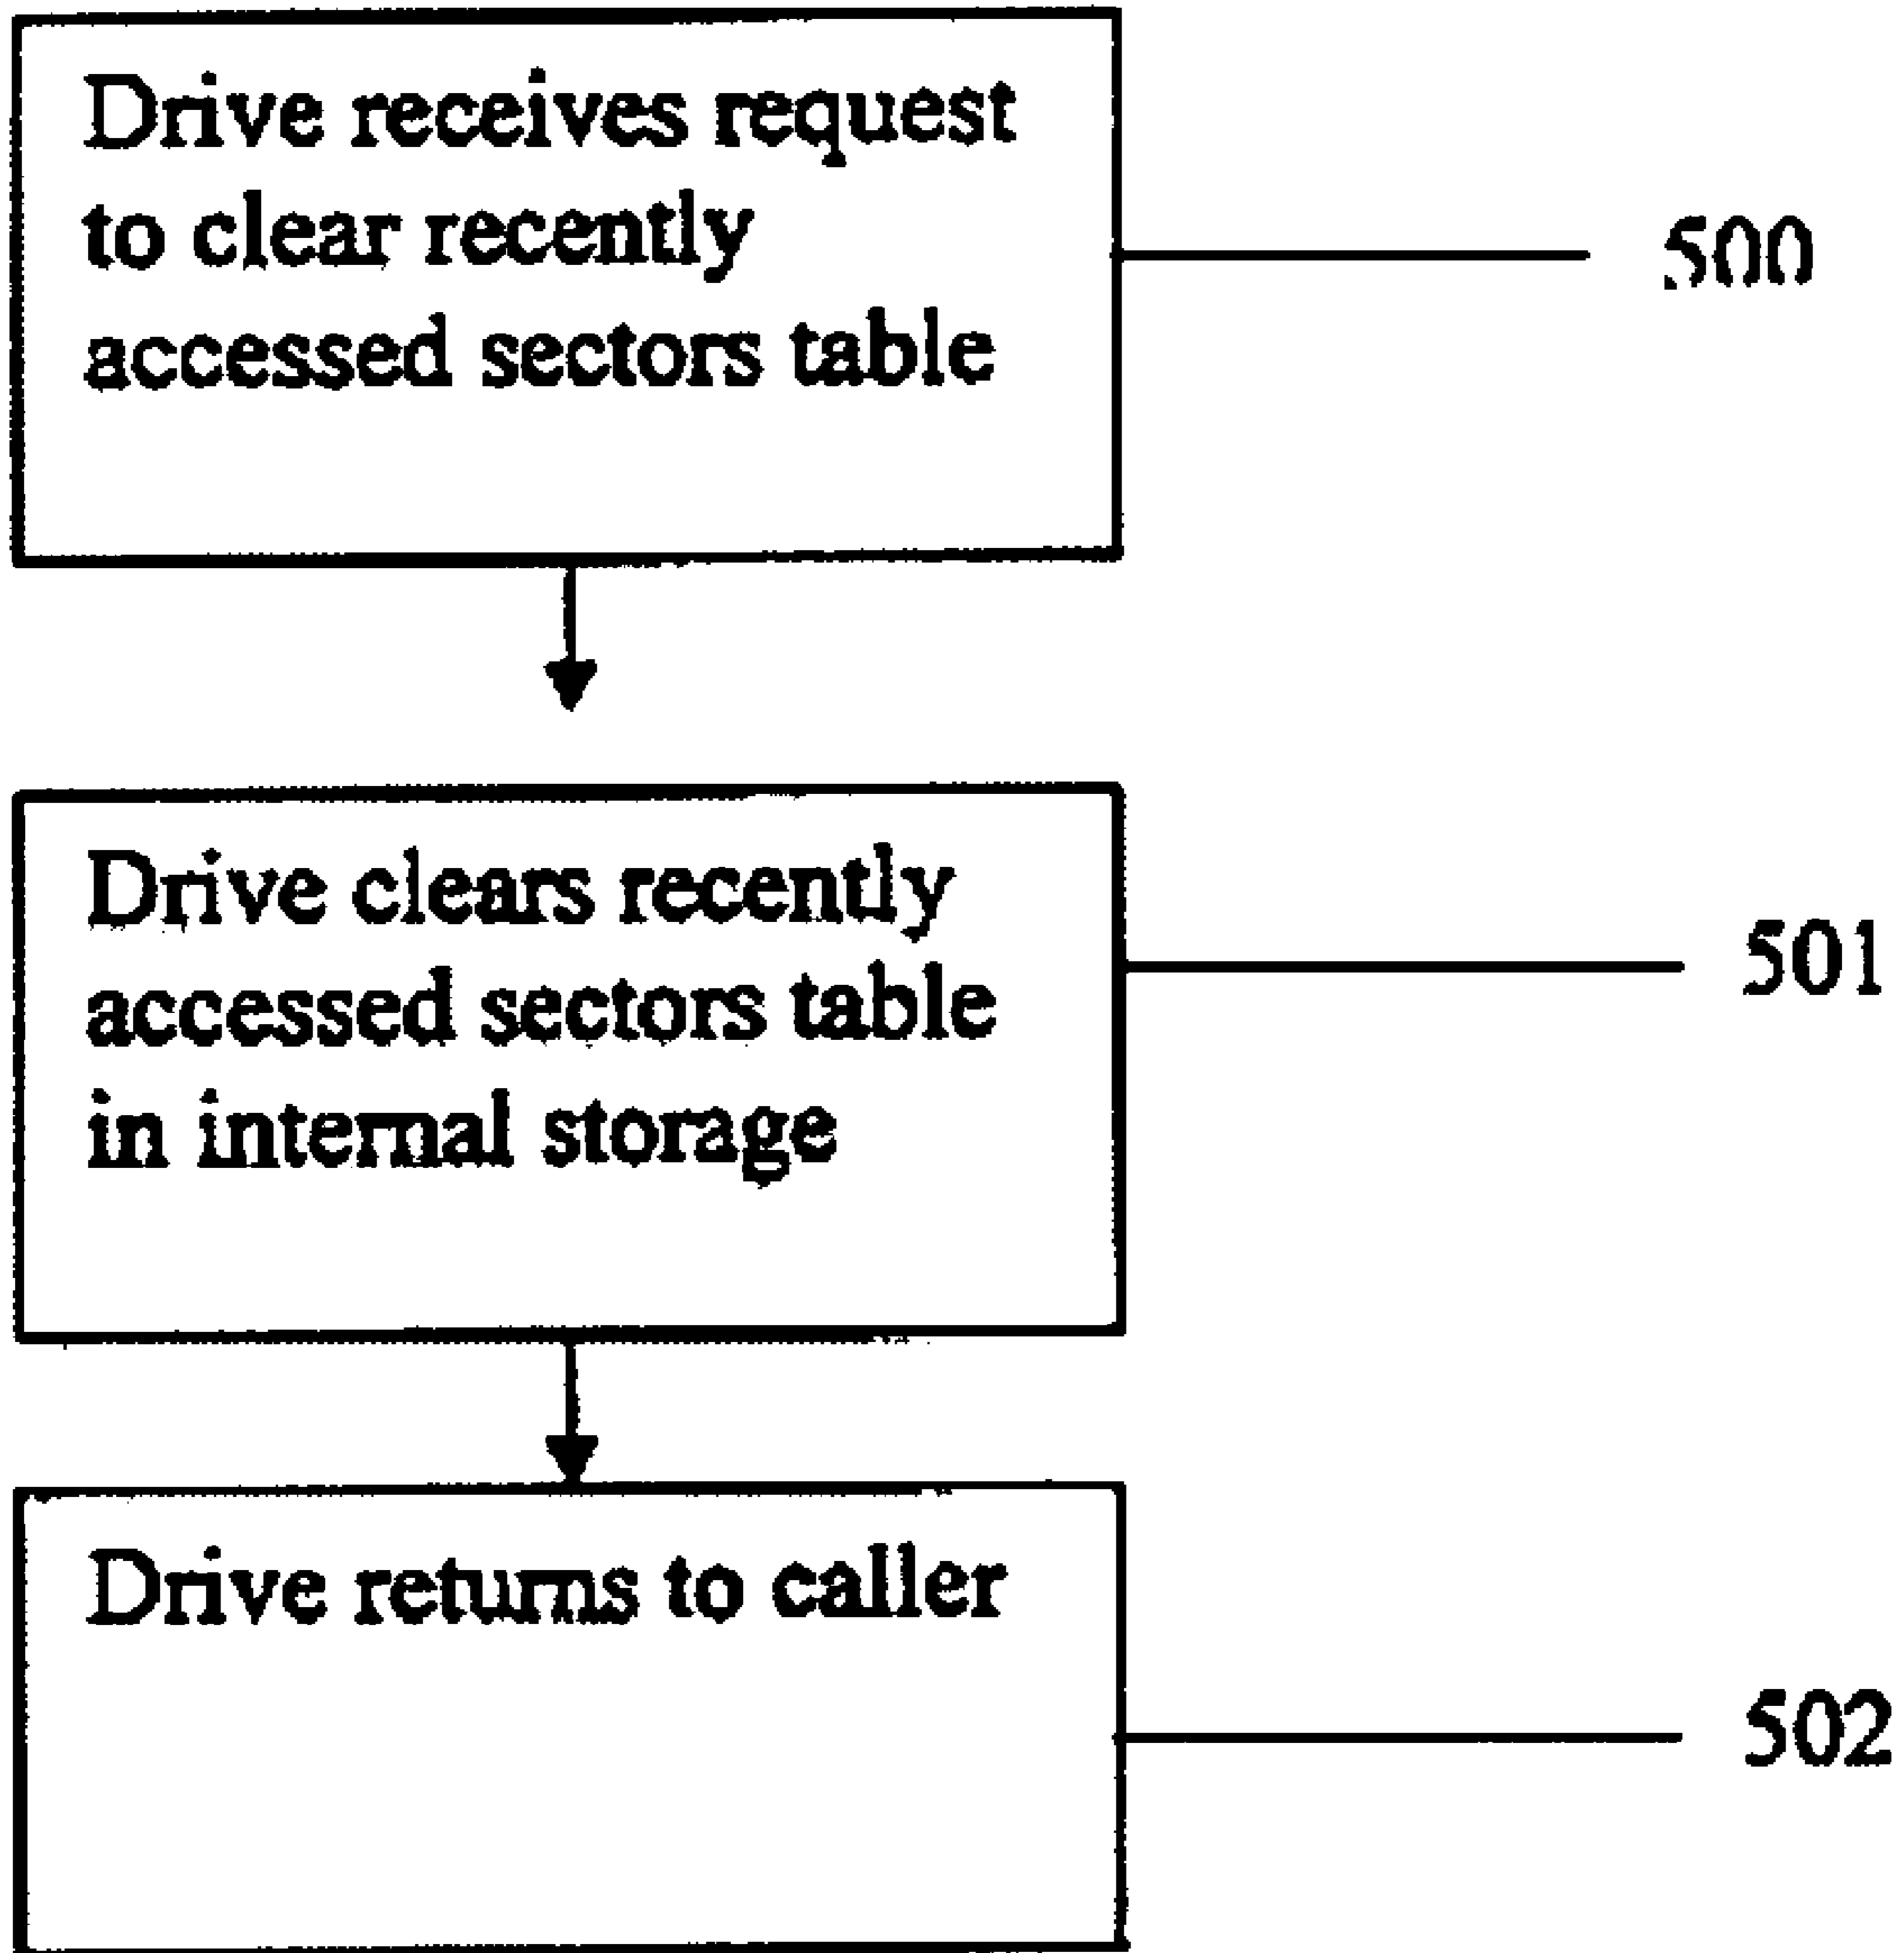 Drive receives request
to clear recently
accessed sectors table
500
Drive clears recently
accessed sectors table
in internal storage
501
Drive returns to caller
502